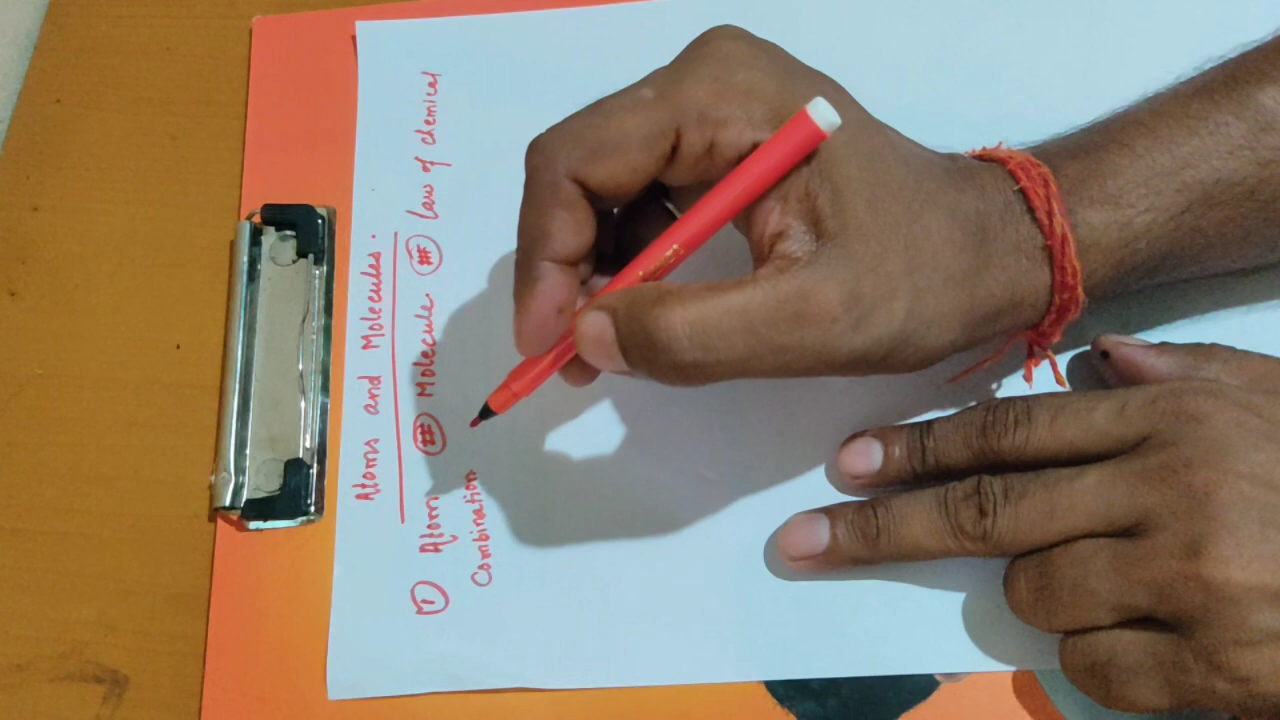 Atoms and Molecules.
① Atom ⌗ Molecule. ⌗ Law of chemical
Combination